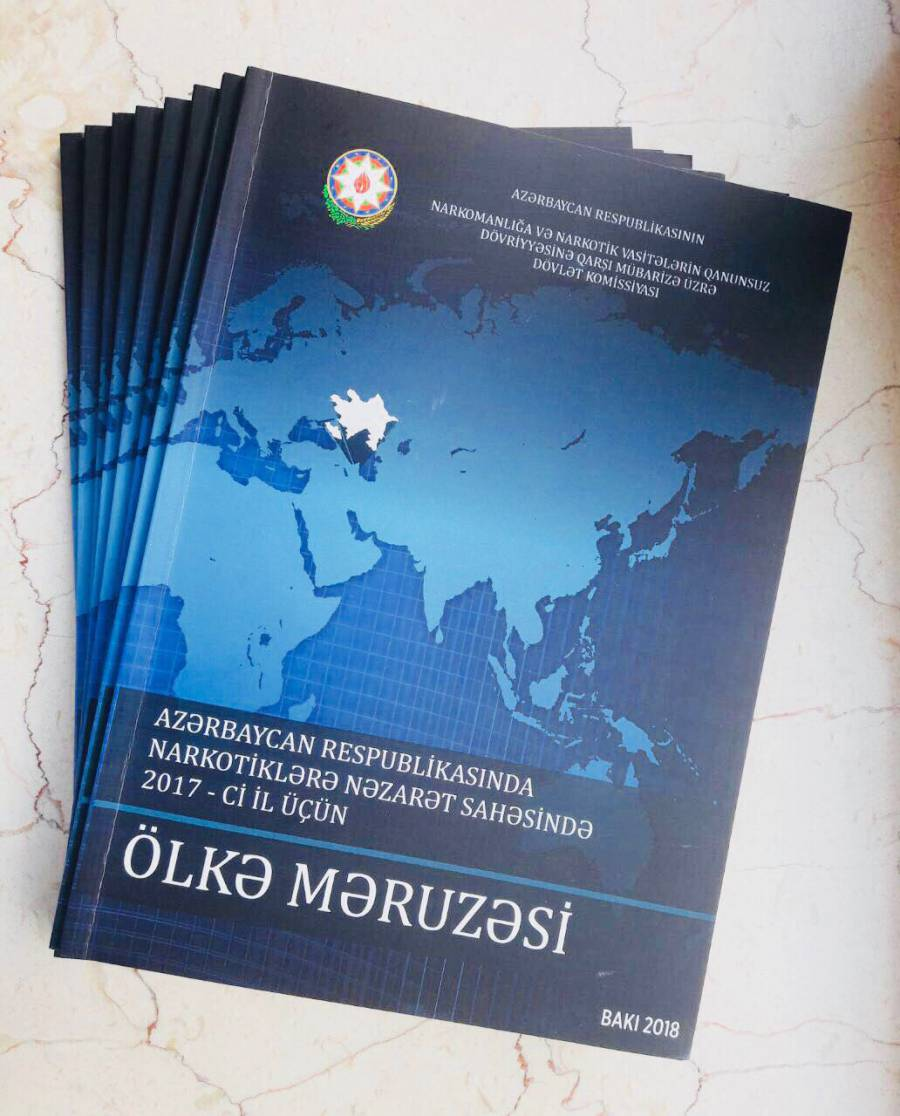 AZƏRBAYCAN RESPUBLİKASININ
NARKOMANLIĞA VƏ NARKOTİK VASİTƏLƏRİN QANUNSUZ
DÖVRİYYƏSİNƏ QARŞI MÜBARİZƏ ÜZRƏ
DÖVLƏT KOMİSSİYASI
AZƏRBAYCAN RESPUBLİKASINDA
NARKOTİKLƏRƏ NƏZARƏT SAHƏSİNDƏ
2017 - Cİ İL ÜÇÜN
ÖLKƏ MƏRUZƏSİ
BAKI 2018